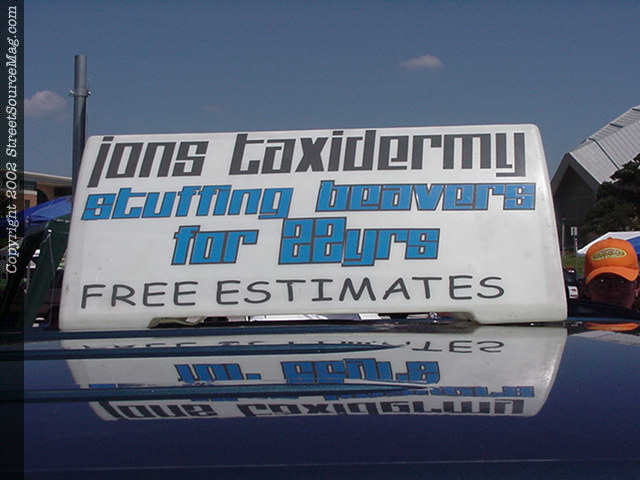 jons taxidermy
stuffing beavers
for 22yrs
FREE ESTIMATES
Copyright 2002 StreetSourceMag.com